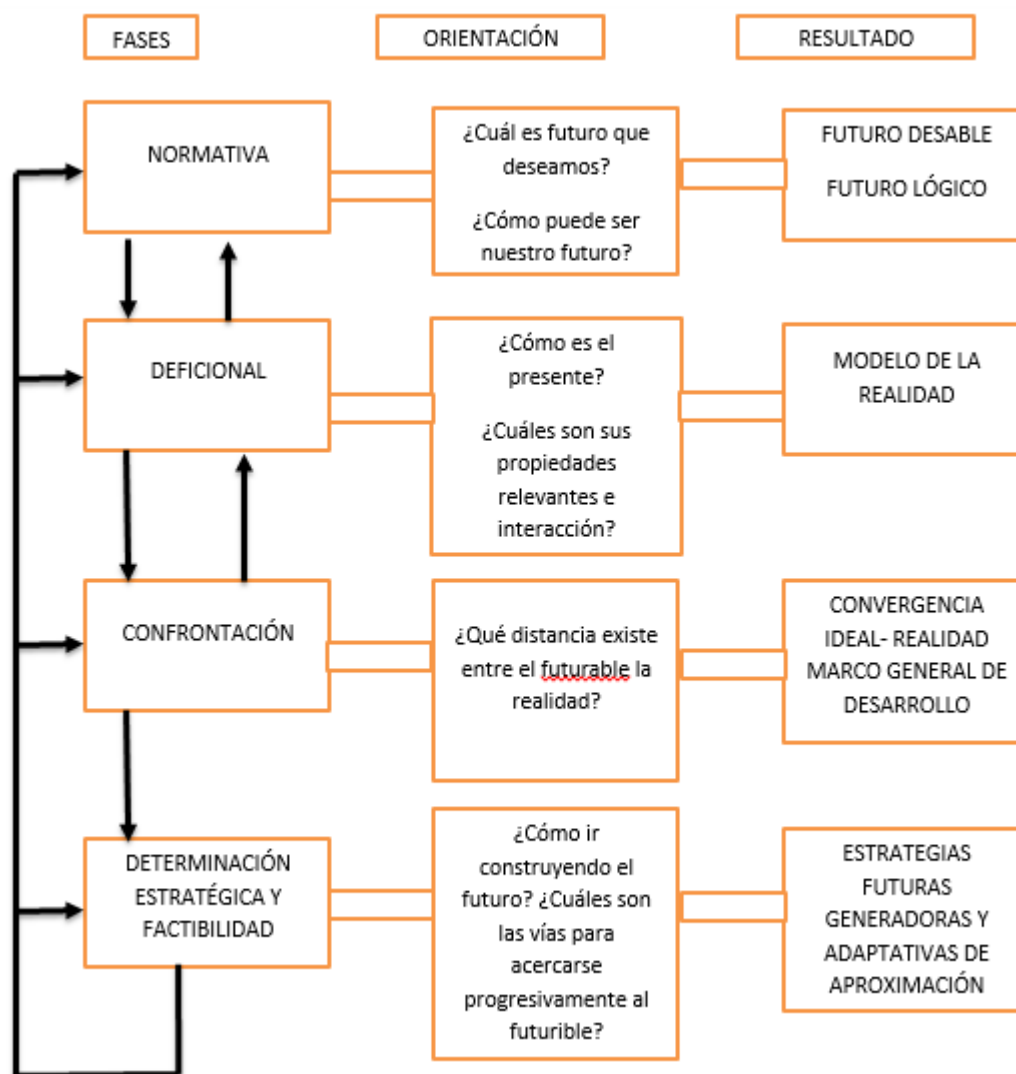 FASES
ORIENTACIÓN
RESULTADO
NORMATIVA
¿Cuál es futuro que
deseamos?
¿Cómo puede ser
nuestro futuro?
FUTURO DESABLE
FUTURO LÓGICO
DEFICIONAL
¿Cómo es el
presente?
¿Cuáles son sus
propiedades
relevantes e
interacción?
MODELO DE LA
REALIDAD
CONFRONTACIÓN
¿Qué distancia existe
entre el futurable la
realidad?
CONVERGENCIA
IDEAL- REALIDAD
MARCO GENERAL DE
DESARROLLO
DETERMINACIÓN
ESTRATÉGICA Y
FACTIBILIDAD
¿Cómo ir
construyendo el
futuro? ¿Cuáles son
las vías para
acercarse
progresivamente al
futurible?
ESTRATEGIAS
FUTURAS
GENERADORAS Y
ADAPTATIVAS DE
APROXIMACIÓN